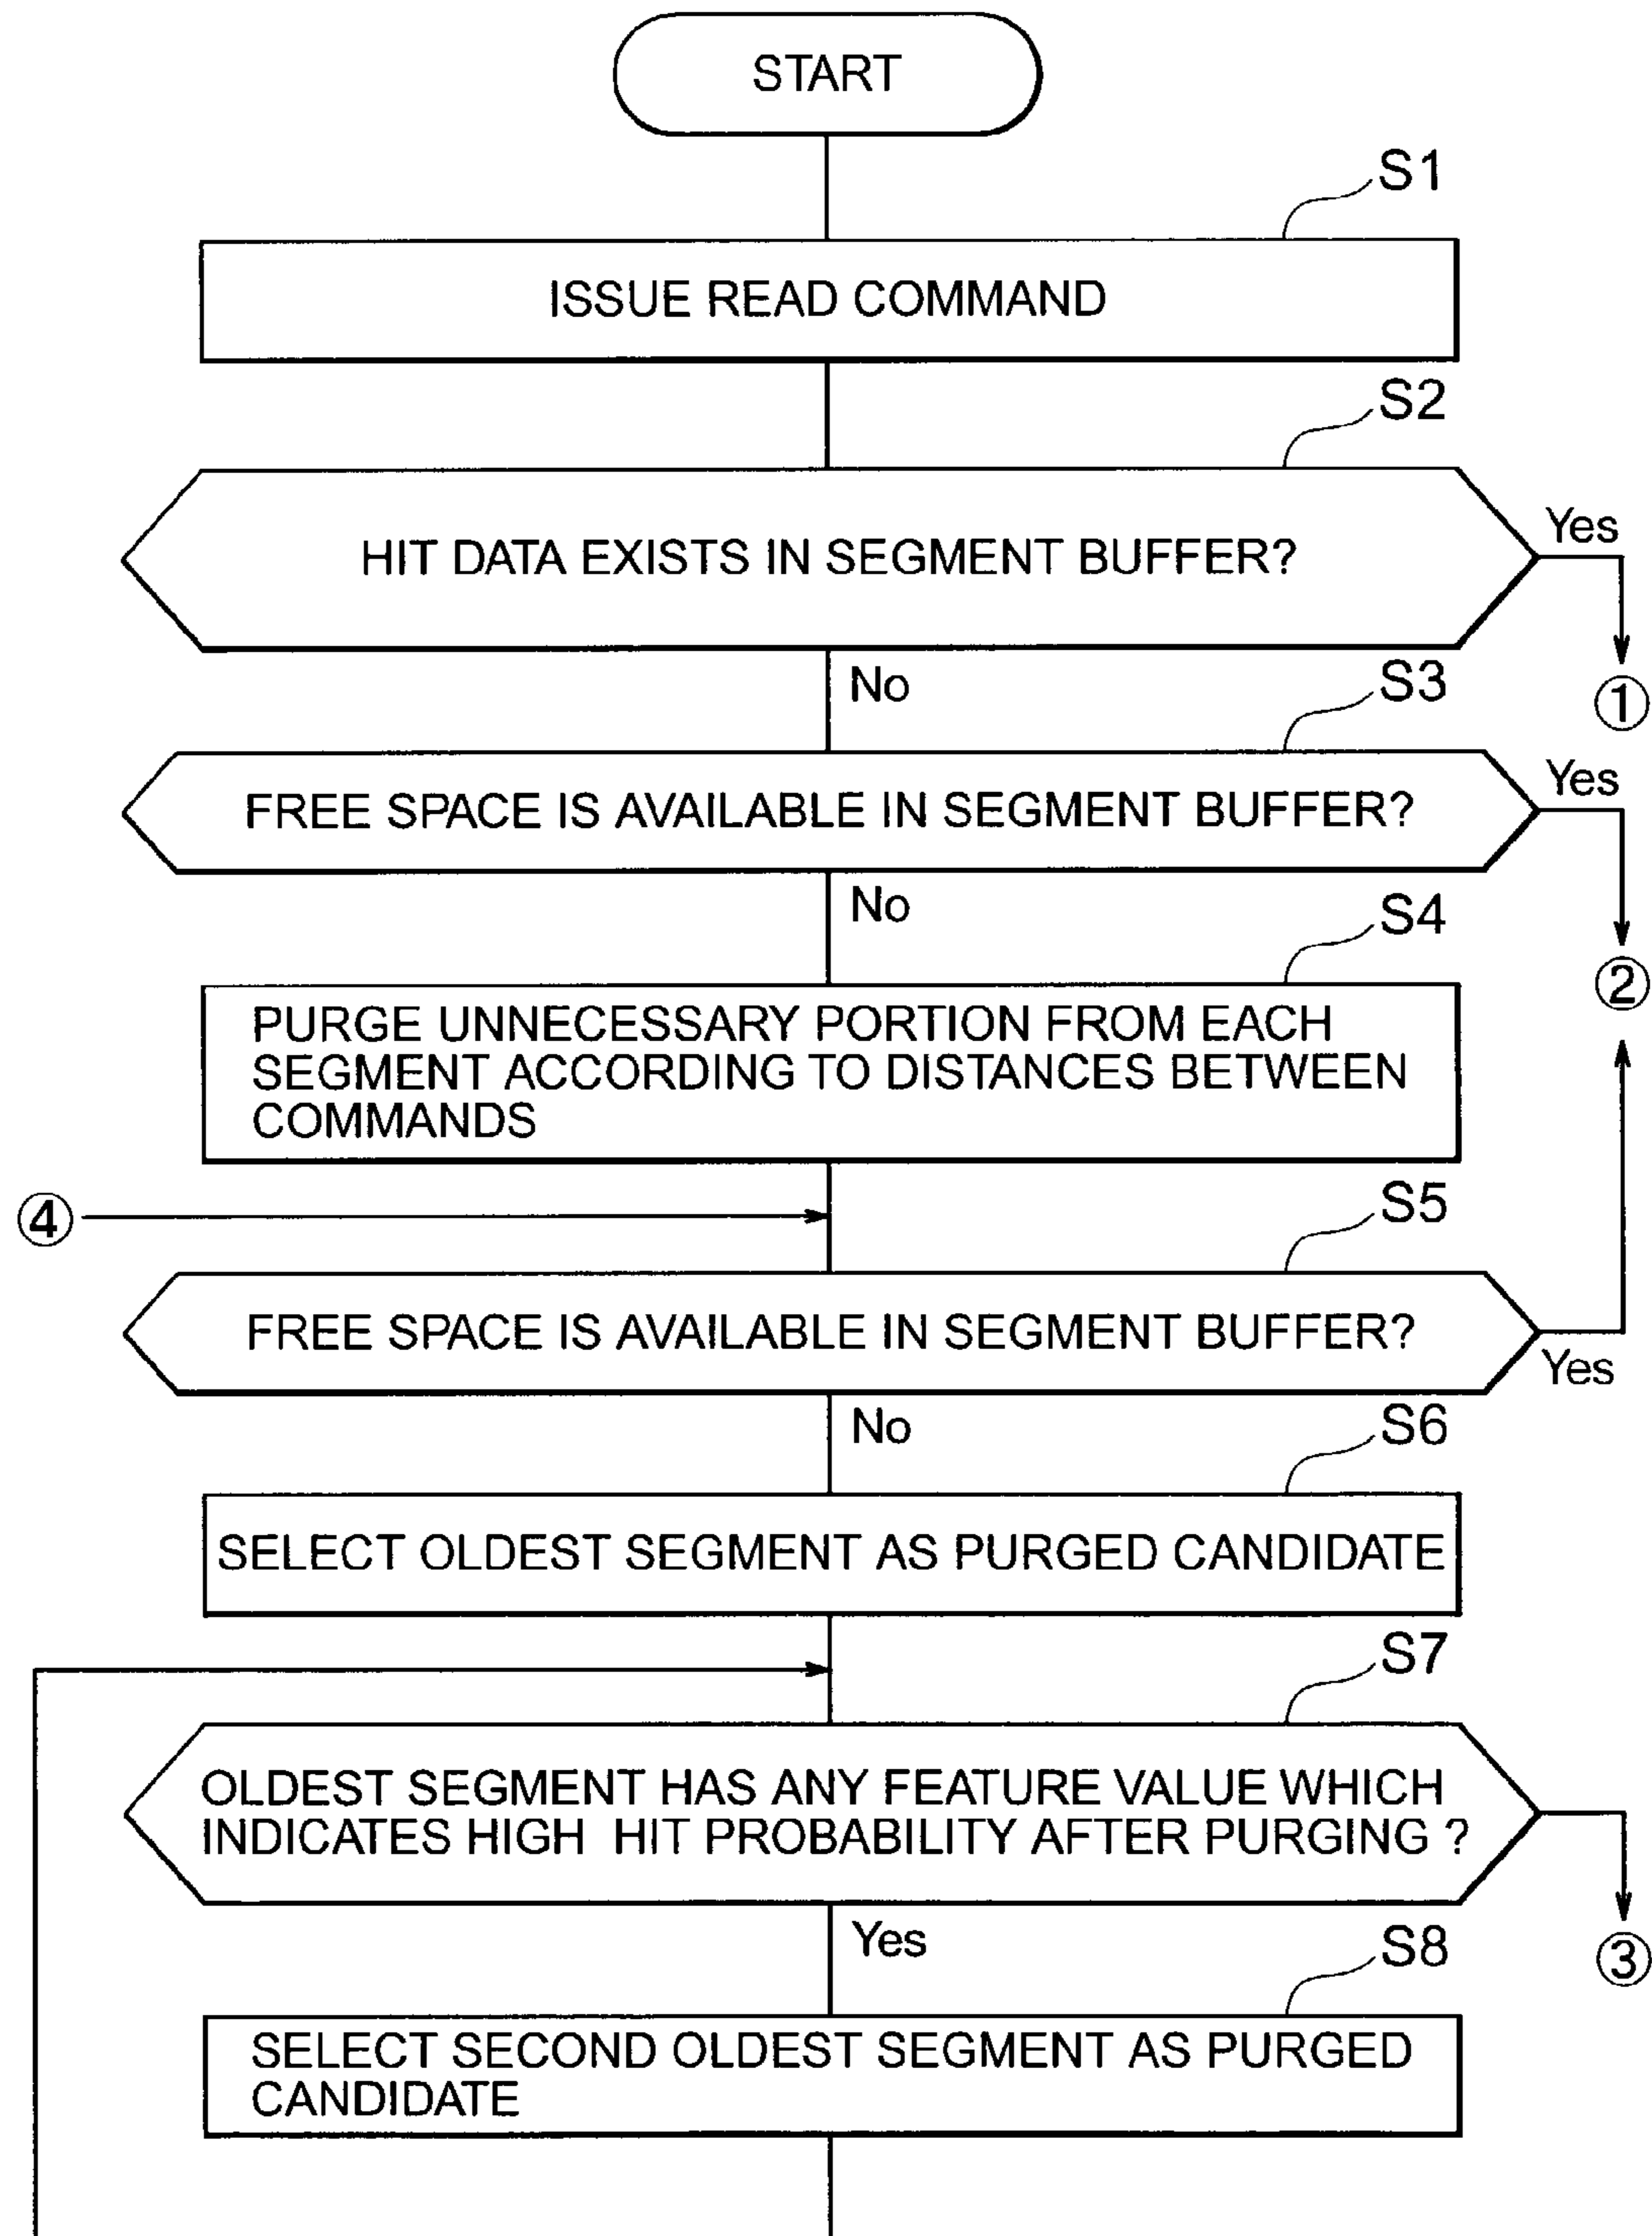 START
S1
ISSUE READ COMMAND
S2
HIT DATA EXISTS IN SEGMENT BUFFER?
Yes
①
No
S3
FREE SPACE IS AVAILABLE IN SEGMENT BUFFER?
Yes
②
No
S4
PURGE UNNECESSARY PORTION FROM EACH
SEGMENT ACCORDING TO DISTANCES BETWEEN
COMMANDS
④
S5
FREE SPACE IS AVAILABLE IN SEGMENT BUFFER?
Yes
No
S6
SELECT OLDEST SEGMENT AS PURGED CANDIDATE
S7
OLDEST SEGMENT HAS ANY FEATURE VALUE WHICH
INDICATES HIGH HIT PROBABILITY AFTER PURGING ?
③
Yes
S8
SELECT SECOND OLDEST SEGMENT AS PURGED
CANDIDATE